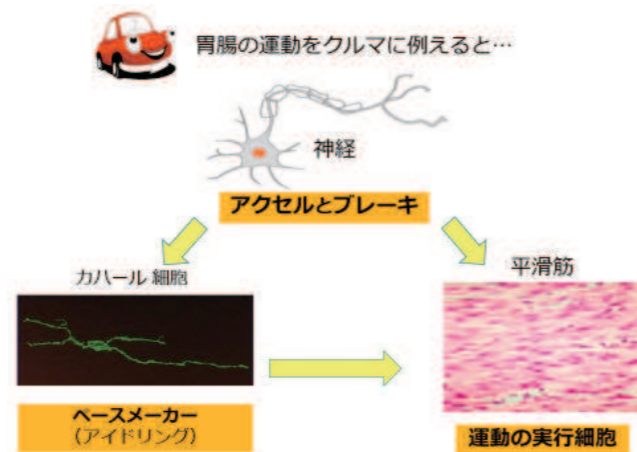 胃腸の運動をクルマに例えると…
神経
アクセルとブレーキ
カハール 細胞
平滑筋
ペースメーカー
（アイドリング）
運動の実行細胞